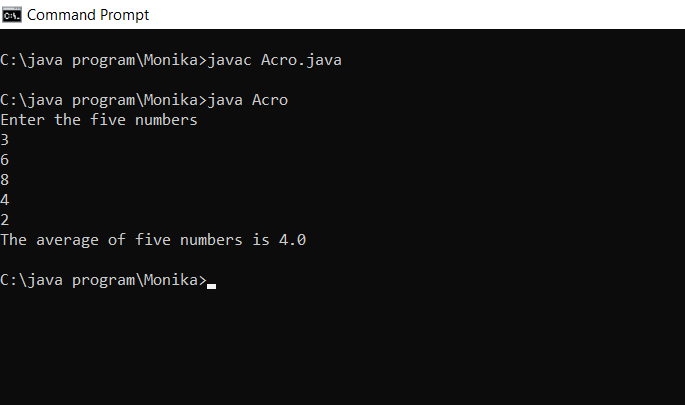 Command Prompt
C:\java program\Monika>javac Acro.java
C:\java program\Monika>java Acro
Enter the five numbers
3
6
8
4
2
The average of five numbers is 4.0
C:\java program\Monika>